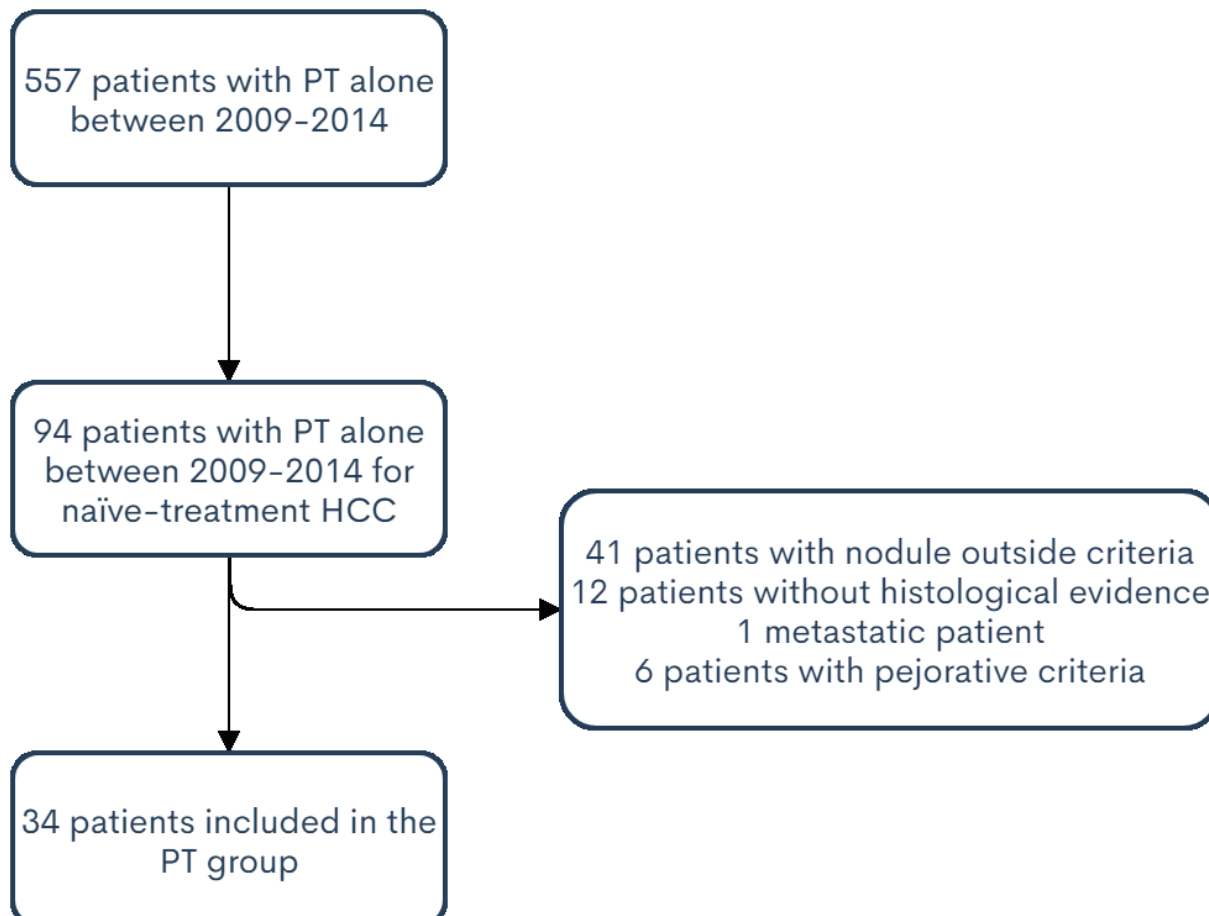 557 patients with PT alone
between 2009-2014
94 patients with PT alone
between 2009-2014 for
naïve-treatment HCC
41 patients with nodule outside criteria
12 patients without histological evidence
1 metastatic patient
6 patients with pejorative criteria
34 patients included in the
PT group